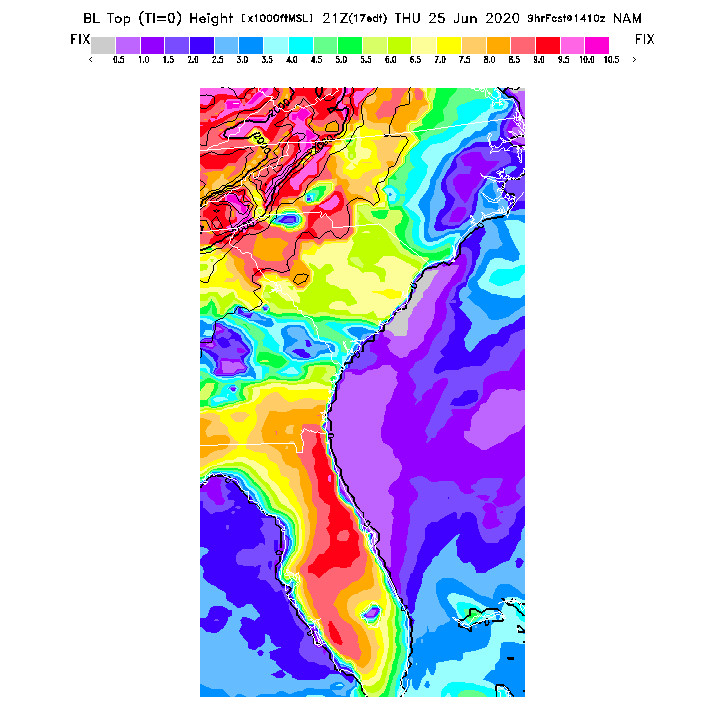 BL Top (TI=0) Height [x1000ftMSL] 21Z(17edt) THU 25 Jun 2020 9hrFcst@1410z NAM
FIX FIX
< 0.5 1.0 1.5 2.0 2.5 3.0 3.5 4.0 4.5 5.0 5.5 6.0 6.5 7.0 7.5 8.0 8.5 9.0 9.5 10.0 10.5 >
2000
2000